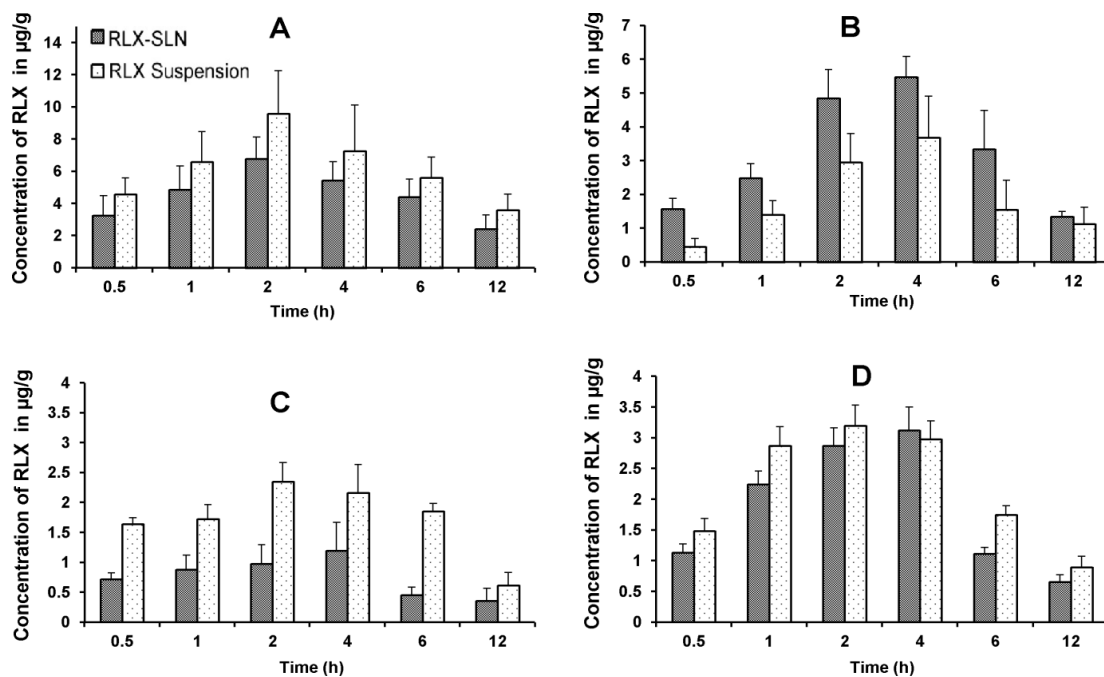 A
RLX-SLN
RLX Suspension
Concentration of RLX in µg/g
14
12
10
8
6
4
2
0
0.5 1 2 4 6 12
Time (h)
B
Concentration of RLX in µg/g
7
6
5
4
3
2
1
0
0.5 1 2 4 6 12
Time (h)
C
Concentration of RLX in µg/g
4
3.5
3
2.5
2
1.5
1
0.5
0
0.5 1 2 4 6 12
Time (h)
D
Concentration of RLX in µg/g
4
3.5
3
2.5
2
1.5
1
0.5
0
0.5 1 2 4 6 12
Time (h)